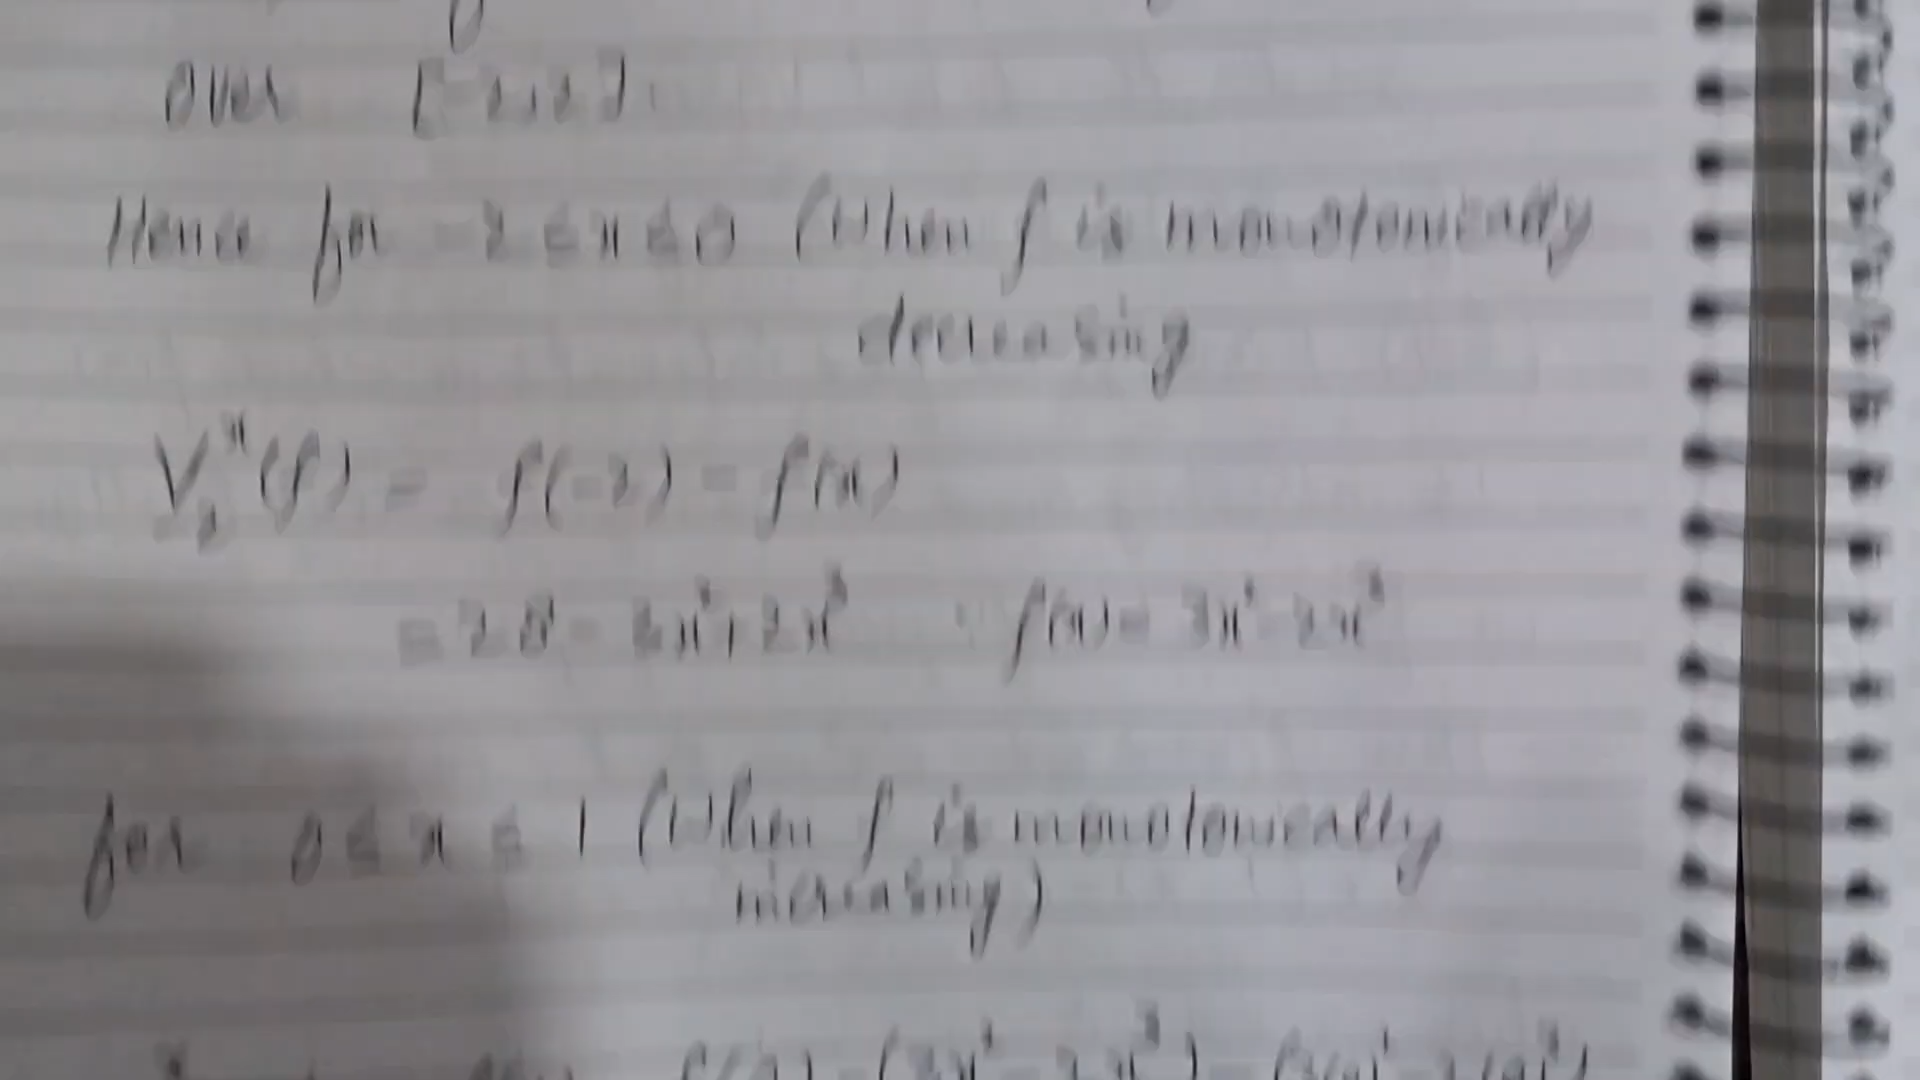 over [-2,2].
Hence for -2 ≤ x ≤ 0 (When f is monotonically
decreasing
V₋₂ˣ(f) = f(-2) - f(x)
= 28 - 3x² + 2x³ ∵ f(x) = 3x² - 2x³
for 0 ≤ x ≤ 1 (When f is monotonically
increasing)